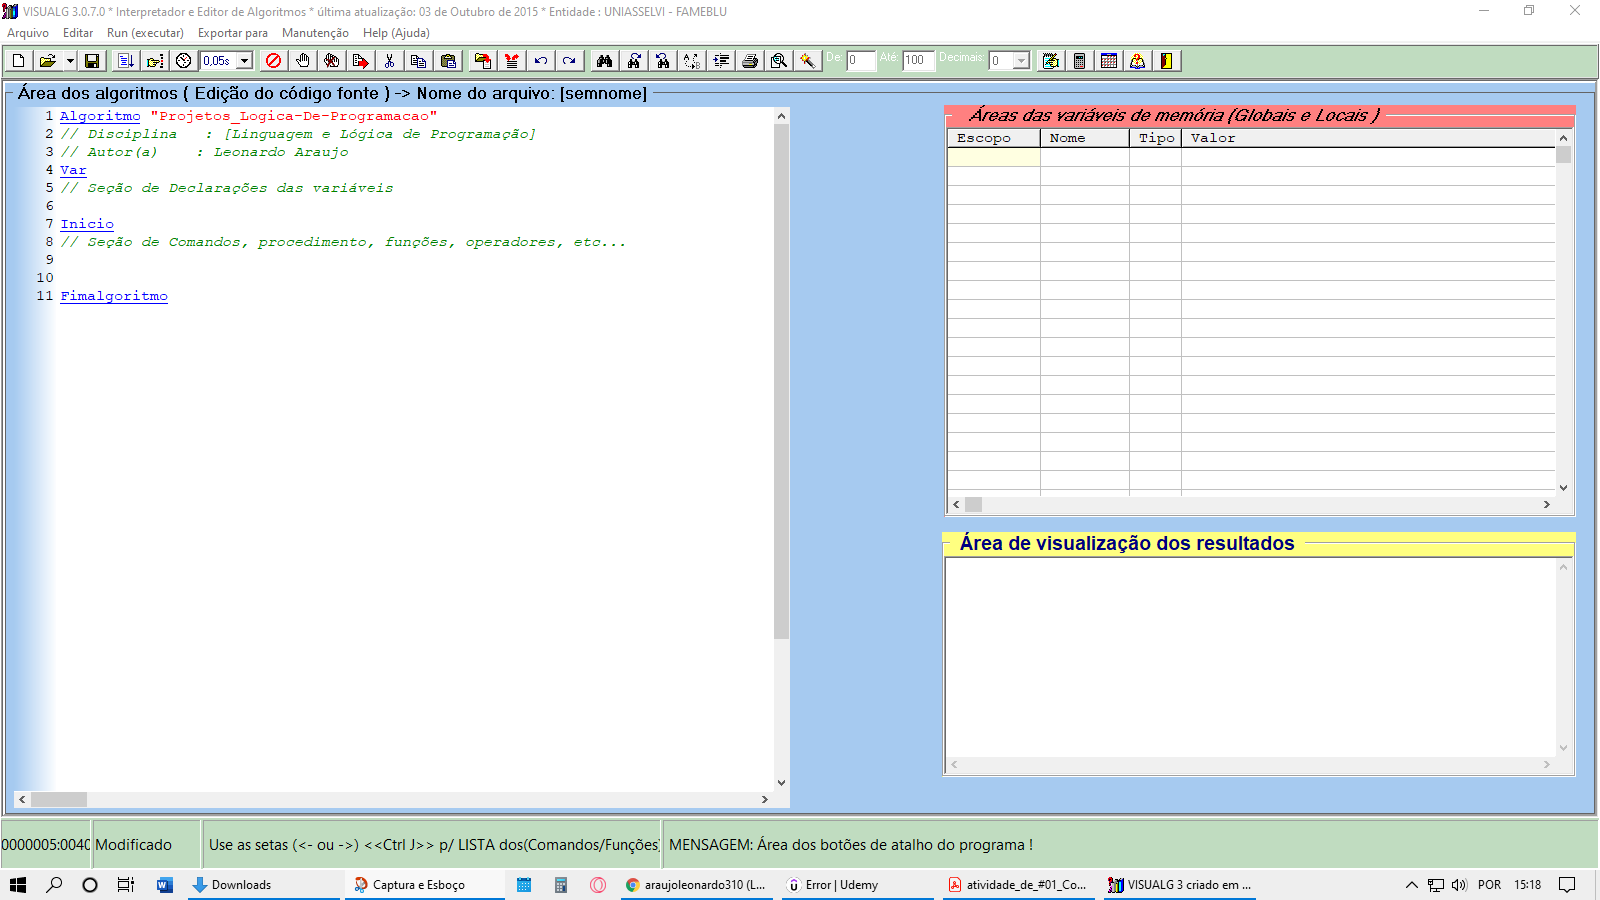 VISUALG 3.0.7.0 * Interpretador e Editor de Algoritmos * última atualização: 03 de Outubro de 2015 * Entidade : UNIASSELVI - FAMEBLU
Arquivo Editar Run (executar) Exportar para Manutenção Help (Ajuda)
0,05s De: 0 Até: 100 Decimais: 0
Área dos algoritmos ( Edição do código fonte ) -> Nome do arquivo: [semnome]
1 Algoritmo "Projetos_Logica-De-Programacao"
2 // Disciplina : [Linguagem e Lógica de Programação]
3 // Autor(a) : Leonardo Araujo
4 Var
5 // Seção de Declarações das variáveis
6
7 Inicio
8 // Seção de Comandos, procedimento, funções, operadores, etc...
9
10
11 Fimalgoritmo
Áreas das variáveis de memória (Globais e Locais )
Escopo Nome Tipo Valor
Área de visualização dos resultados
0000005:0040 Modificado Use as setas (<- ou ->) <<Ctrl J>> p/ LISTA dos(Comandos/Funções) MENSAGEM: Área dos botões de atalho do programa !
Downloads Captura e Esboço araujoleonardo310 (L... Error | Udemy atividade_de_#01_Co... VISUALG 3 criado em ... POR 15:18